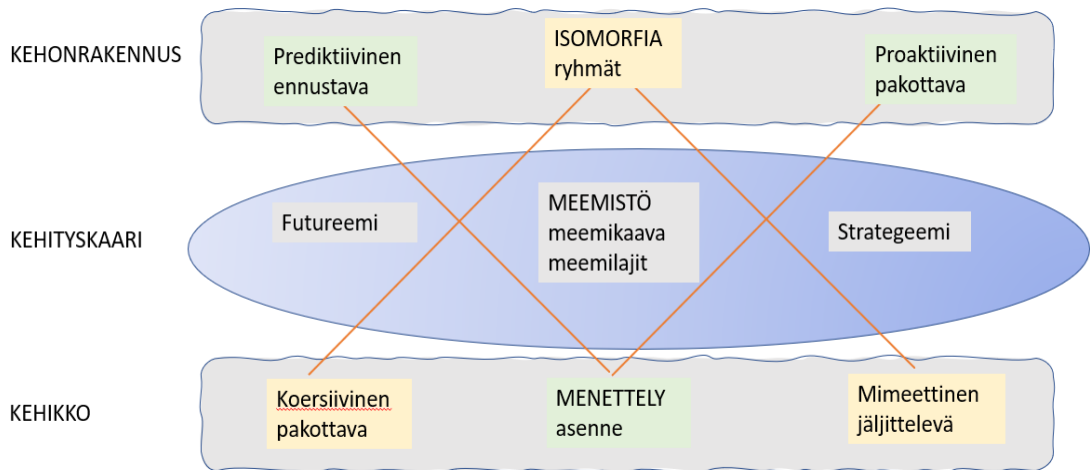 KEHONRAKENNUS
Prediktiivinen
ennustava
ISOMORFIA
ryhmät
Proaktiivinen
pakottava
KEHITYSKAARI
Futureemi
MEEMISTÖ
meemikaava
meemilajit
Strategeemi
KEHIKKO
Koersiivinen
pakottava
MENETTELY
asenne
Mimeettinen
jäljittelevä